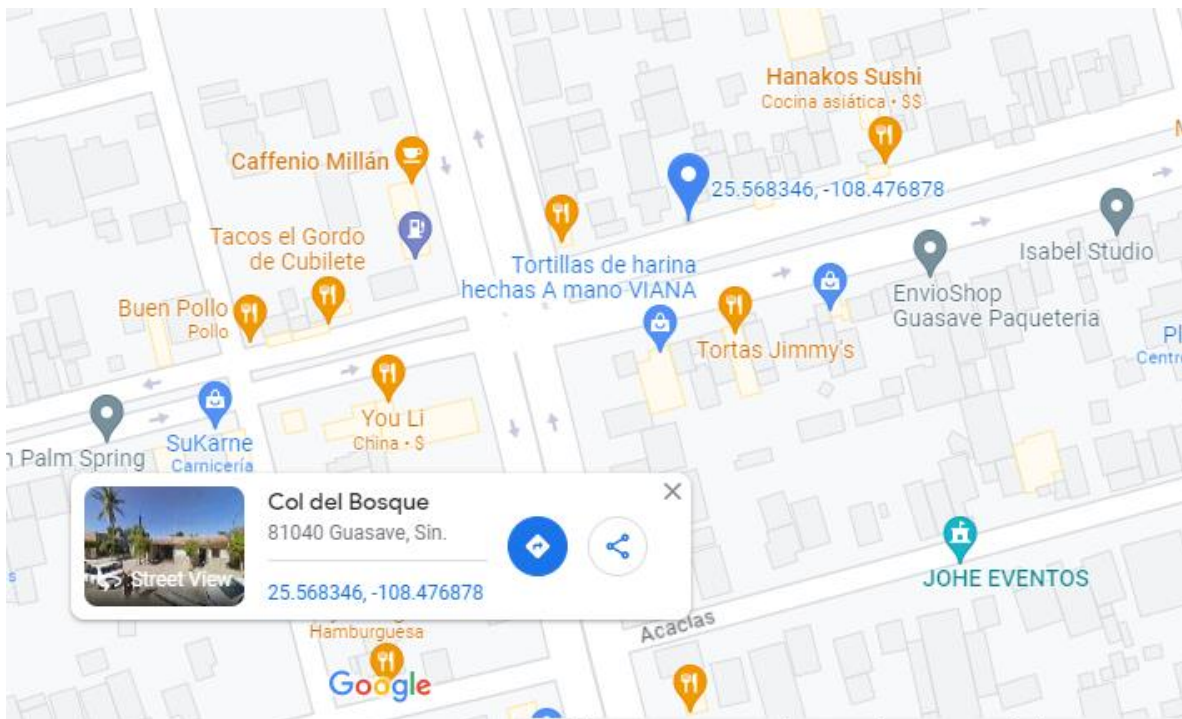 Hanakos Sushi
Cocina asiática • $$
Caffenio Millán
25.568346, -108.476878
Tacos el Gordo
de Cubilete
Tortillas de harina
hechas A mano VIANA
Isabel Studio
EnvioShop
Guasave Paqueteria
Buen Pollo
Pollo
Tortas Jimmy's
Pl
Centro
You Li
China • $
SuKarne
Carnicería
Palm Spring
Col del Bosque
81040 Guasave, Sin.
Street View
25.568346, -108.476878
JOHE EVENTOS
Acacias
Hamburguesa
Google